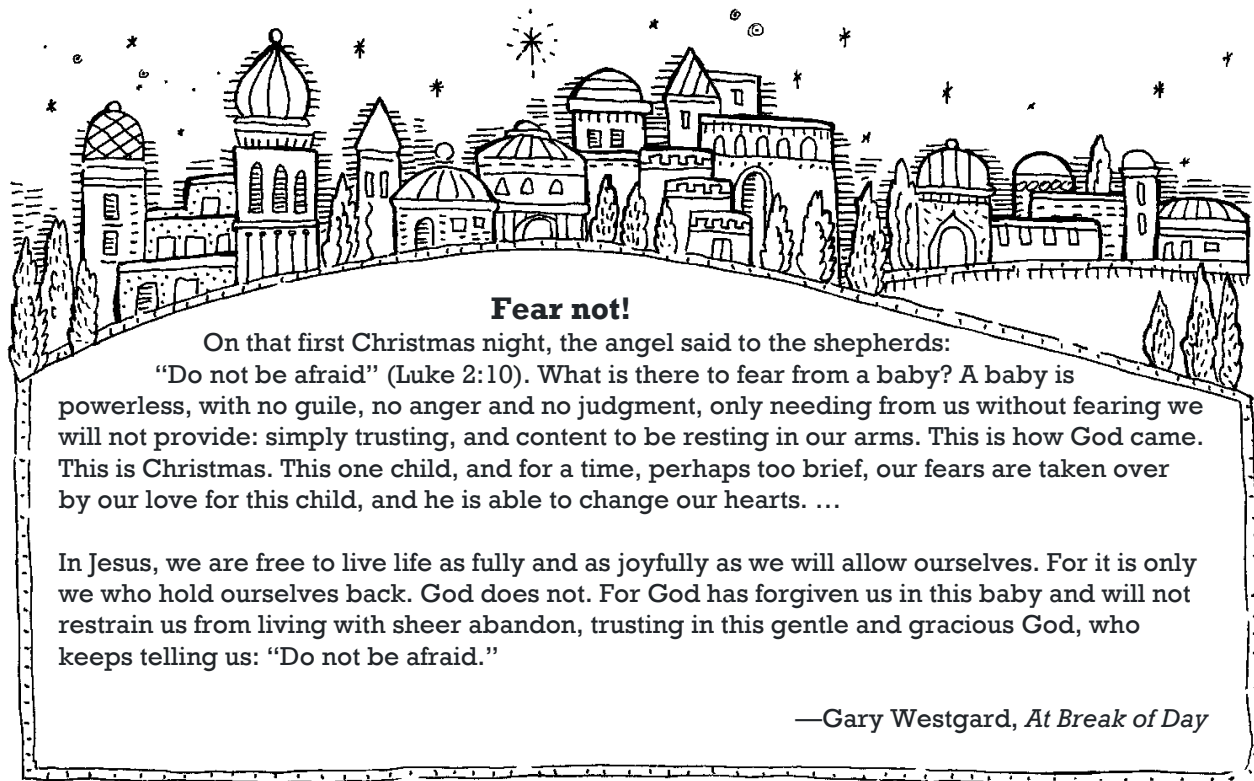 Fear not!
On that first Christmas night, the angel said to the shepherds:
“Do not be afraid” (Luke 2:10). What is there to fear from a baby? A baby is
powerless, with no guile, no anger and no judgment, only needing from us without fearing we
will not provide: simply trusting, and content to be resting in our arms. This is how God came.
This is Christmas. This one child, and for a time, perhaps too brief, our fears are taken over
by our love for this child, and he is able to change our hearts. …
In Jesus, we are free to live life as fully and as joyfully as we will allow ourselves. For it is only
we who hold ourselves back. God does not. For God has forgiven us in this baby and will not
restrain us from living with sheer abandon, trusting in this gentle and gracious God, who
keeps telling us: “Do not be afraid.”
—Gary Westgard, At Break of Day